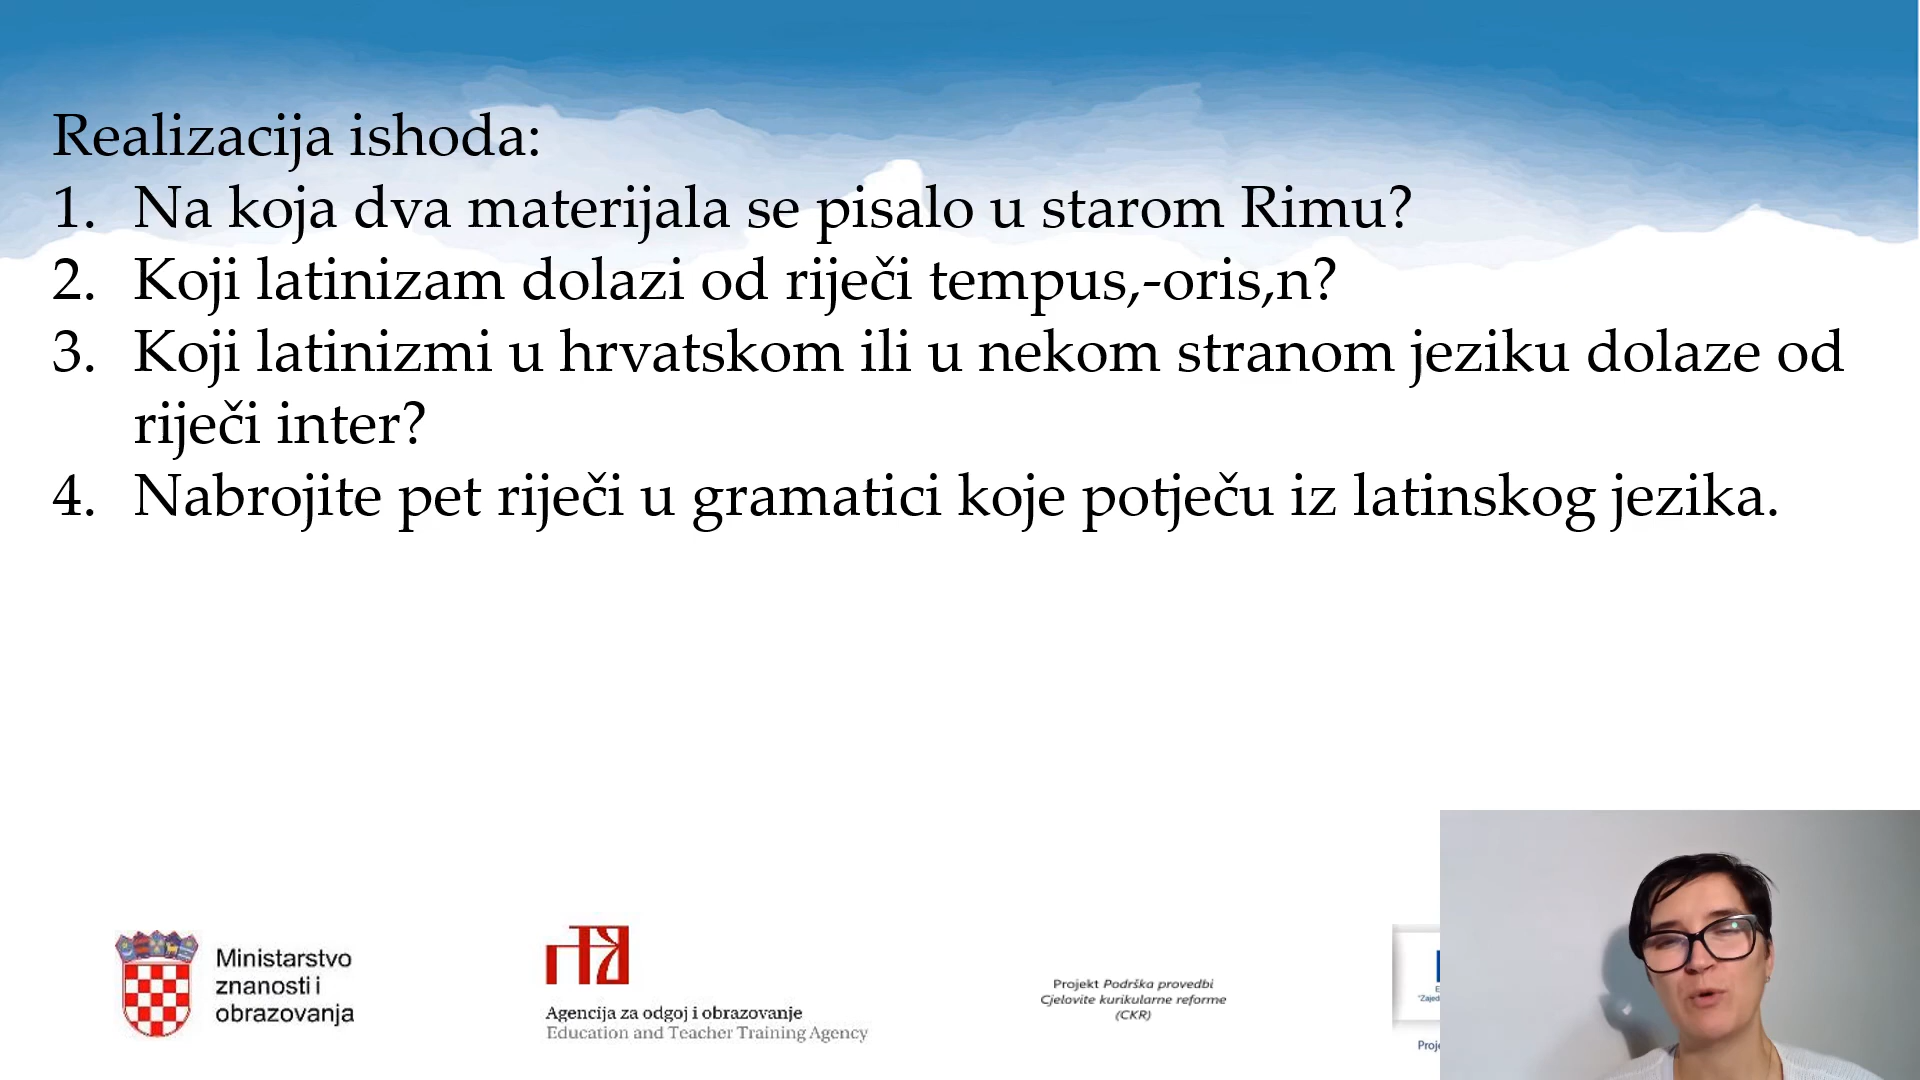 Realizacija ishoda:
1. Na koja dva materijala se pisalo u starom Rimu?
2. Koji latinizam dolazi od riječi tempus,-oris,n?
3. Koji latinizmi u hrvatskom ili u nekom stranom jeziku dolaze od
riječi inter?
4. Nabrojite pet riječi u gramatici koje potječu iz latinskog jezika.
Ministarstvo
znanosti i
obrazovanja
Agencija za odgoj i obrazovanje
Education and Teacher Training Agency
Projekt Podrška provedbi
Cjelovite kurikularne reforme
(CKR)